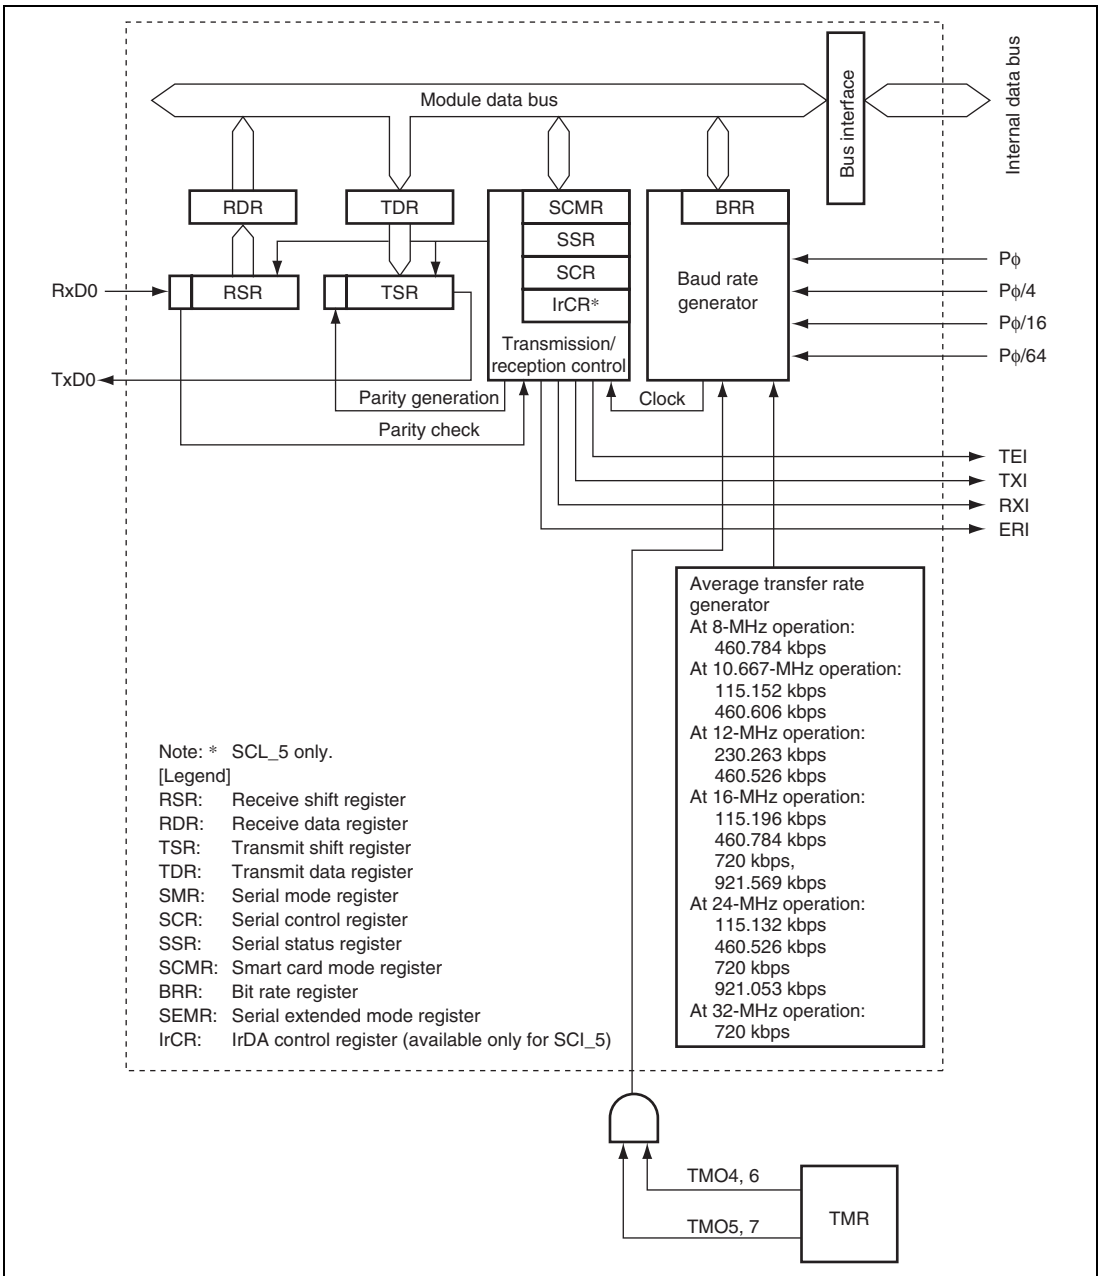 Module data bus
Bus interface
Internal data bus
RDR
TDR
SCMR
BRR
SSR
SCR
IrCR*
RxD0
RSR
TSR
Baud rate
generator
Pϕ
Pϕ/4
Pϕ/16
Pϕ/64
Transmission/
reception control
TxD0
Parity generation
Clock
Parity check
TEI
TXI
RXI
ERI
Average transfer rate
generator
At 8-MHz operation:
460.784 kbps
At 10.667-MHz operation:
115.152 kbps
460.606 kbps
At 12-MHz operation:
230.263 kbps
460.526 kbps
At 16-MHz operation:
115.196 kbps
460.784 kbps
720 kbps,
921.569 kbps
At 24-MHz operation:
115.132 kbps
460.526 kbps
720 kbps
921.053 kbps
At 32-MHz operation:
720 kbps
Note: * SCL_5 only.
[Legend]
RSR: Receive shift register
RDR: Receive data register
TSR: Transmit shift register
TDR: Transmit data register
SMR: Serial mode register
SCR: Serial control register
SSR: Serial status register
SCMR: Smart card mode register
BRR: Bit rate register
SEMR: Serial extended mode register
IrCR: IrDA control register (available only for SCI_5)
TMO4, 6
TMO5, 7
TMR